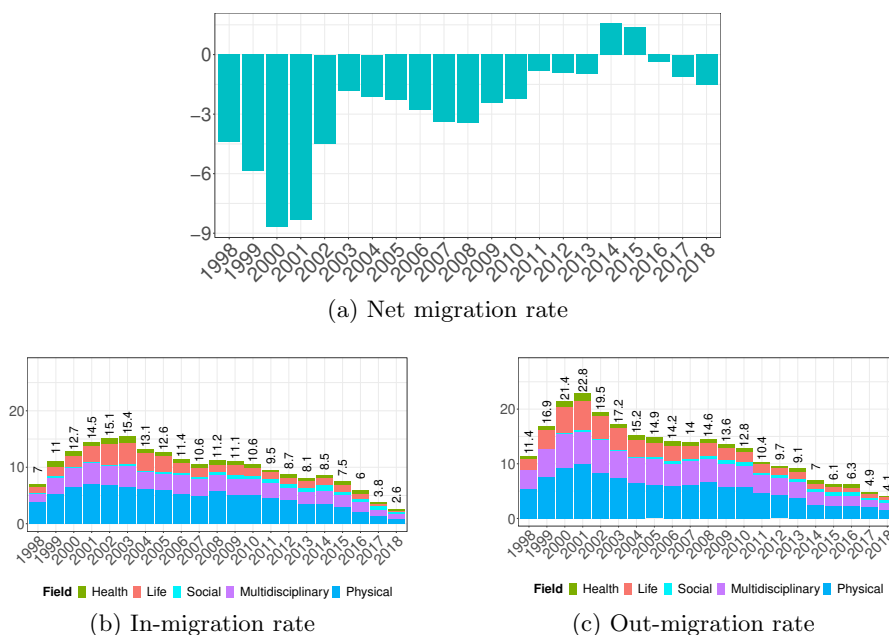 0
−3
−6
−9
1998 1999 2000 2001 2002 2003 2004 2005 2006 2007 2008 2009 2010 2011 2012 2013 2014 2015 2016 2017 2018
(a) Net migration rate
20
10
0
7 11 12.7 14.5 15.1 15.4 13.1 12.6 11.4 10.6 11.2 11.1 10.6 9.5 8.7 8.1 8.5 7.5 6 3.8 2.6
1998 1999 2000 2001 2002 2003 2004 2005 2006 2007 2008 2009 2010 2011 2012 2013 2014 2015 2016 2017 2018
Field Health Life Social Multidisciplinary Physical
(b) In-migration rate
20
10
0
11.4 16.9 21.4 22.8 19.5 17.2 15.2 14.9 14.2 14 14.6 13.6 12.8 10.4 9.7 9.1 7 6.1 6.3 4.9 4.1
1998 1999 2000 2001 2002 2003 2004 2005 2006 2007 2008 2009 2010 2011 2012 2013 2014 2015 2016 2017 2018
Field Health Life Social Multidisciplinary Physical
(c) Out-migration rate